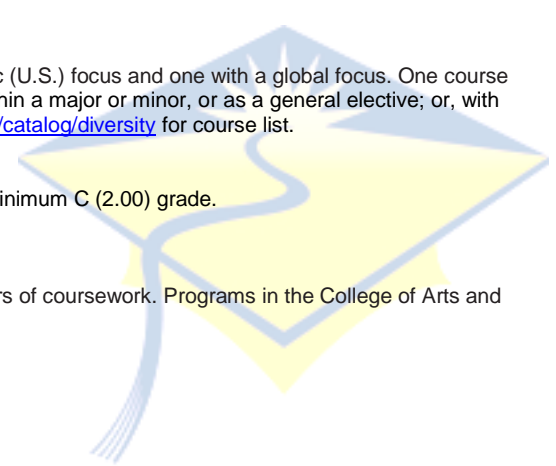 c (U.S.) focus and one with a global focus. One course
hin a major or minor, or as a general elective; or, with
/catalog/diversity for course list.
inimum C (2.00) grade.
rs of coursework. Programs in the College of Arts and